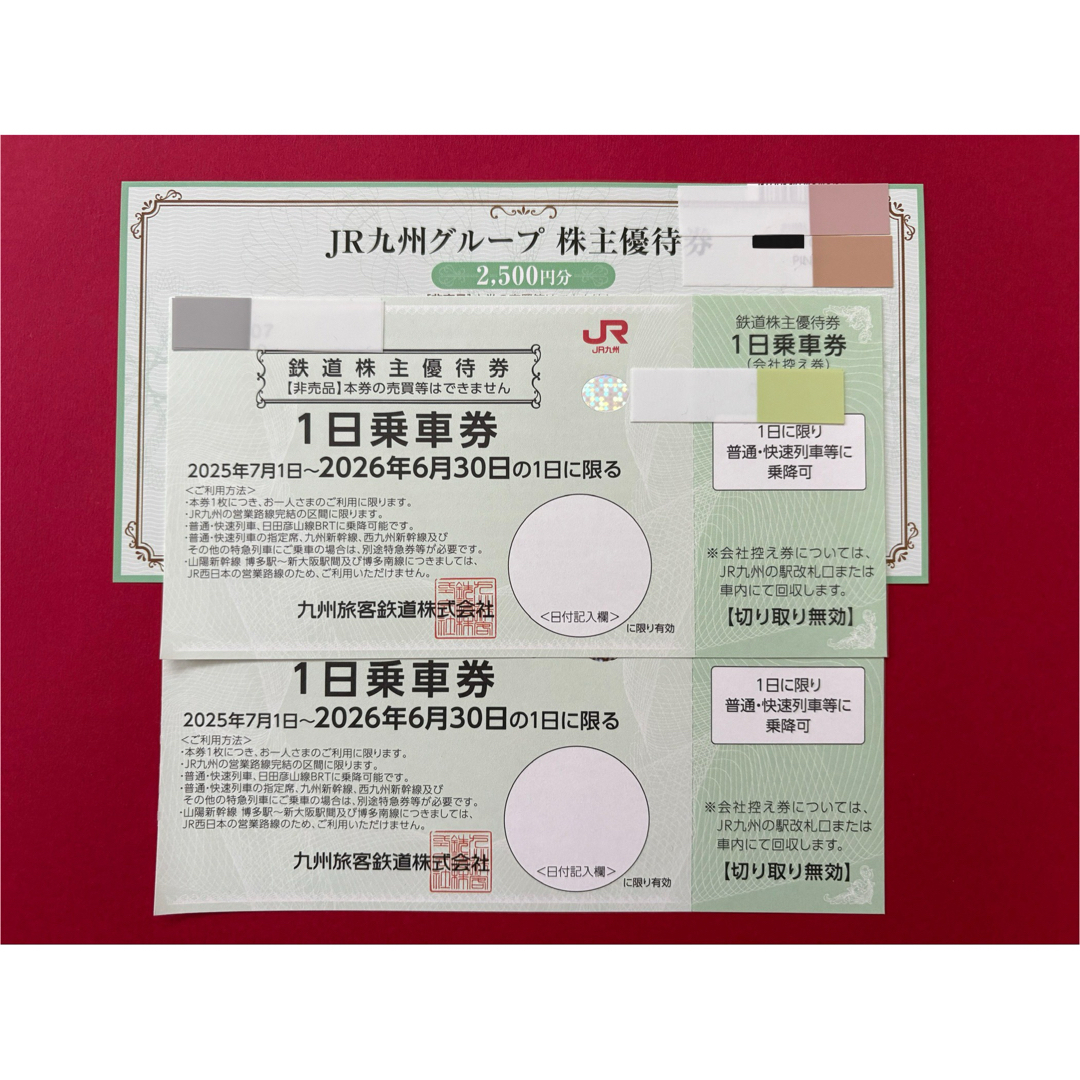 JR九州グループ 株主優待券
2,500円分
07
鉄道株主優待券
【非売品】本券の売買等はできません
JR
JR九州
1日乗車券
2025年7月1日～2026年6月30日の1日に限る
<ご利用方法>
・本券1枚につき、お一人さまのご利用に限ります。
・JR九州の営業路線完結の区間に限ります。
・普通・快速列車、日田彦山線BRTに乗降可能です。
・普通・快速列車の指定席、九州新幹線、西九州新幹線及び
その他の特急列車にご乗車の場合は、別途特急券等が必要です。
・山陽新幹線 博多駅～新大阪駅間及び博多南線につきましては、
JR西日本の営業路線のため、ご利用いただけません。
九州旅客鉄道株式会社
<日付記入欄>
に限り有効
鉄道株主優待券
1日乗車券
(会社控え券)
1日に限り
普通・快速列車等に
乗降可
※会社控え券については、
JR九州の駅改札口または
車内にて回収します。
【切り取り無効】
1日乗車券
2025年7月1日～2026年6月30日の1日に限る
<ご利用方法>
・本券1枚につき、お一人さまのご利用に限ります。
・JR九州の営業路線完結の区間に限ります。
・普通・快速列車、日田彦山線BRTに乗降可能です。
・普通・快速列車の指定席、九州新幹線、西九州新幹線及び
その他の特急列車にご乗車の場合は、別途特急券等が必要です。
・山陽新幹線 博多駅～新大阪駅間及び博多南線につきましては、
JR西日本の営業路線のため、ご利用いただけません。
九州旅客鉄道株式会社
<日付記入欄>
に限り有効
1日に限り
普通・快速列車等に
乗降可
※会社控え券については、
JR九州の駅改札口または
車内にて回収します。
【切り取り無効】